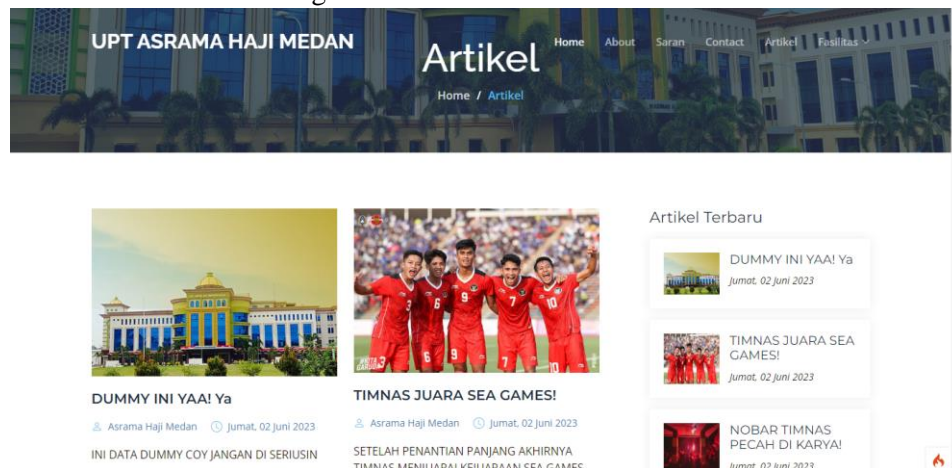 UPT ASRAMA HAJI MEDAN
Artikel
Home About Saran Contact Artikel Fasilitas
Home / Artikel
DUMMY INI YAA! Ya
Asrama Haji Medan Jumat, 02 Juni 2023
INI DATA DUMMY COY JANGAN DI SERIUSIN
TIMNAS JUARA SEA GAMES!
Asrama Haji Medan Jumat, 02 Juni 2023
SETELAH PENANTIAN PANJANG AKHIRNYA
TIMNAS MENJUARAI KEJUARAAN SEA GAMES
Artikel Terbaru
DUMMY INI YAA! Ya
Jumat, 02 Juni 2023
TIMNAS JUARA SEA
GAMES!
Jumat, 02 Juni 2023
NOBAR TIMNAS
PECAH DI KARYA!
Jumat, 02 Juni 2023